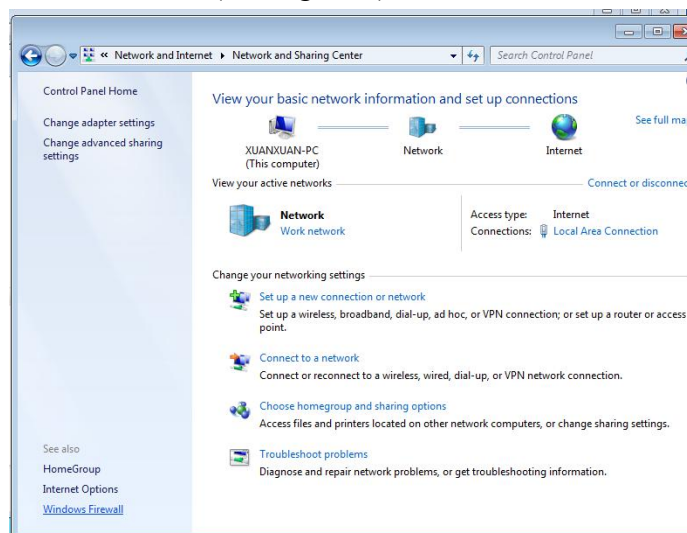 « Network and Internet ▸ Network and Sharing Center
Search Control Panel
Control Panel Home
Change adapter settings
Change advanced sharing
settings
View your basic network information and set up connections
See full ma
XUANXUAN-PC
(This computer)
Network
Internet
View your active networks
Connect or disconnec
Network
Work network
Access type: Internet
Connections: Local Area Connection
Change your networking settings
Set up a new connection or network
Set up a wireless, broadband, dial-up, ad hoc, or VPN connection; or set up a router or access
point.
Connect to a network
Connect or reconnect to a wireless, wired, dial-up, or VPN network connection.
Choose homegroup and sharing options
Access files and printers located on other network computers, or change sharing settings.
Troubleshoot problems
Diagnose and repair network problems, or get troubleshooting information.
See also
HomeGroup
Internet Options
Windows Firewall